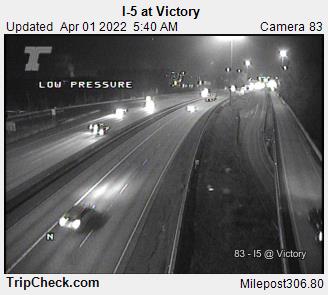 I-5 at Victory
Updated Apr 01 2022 5:40 AM Camera 83
T
LOW PRESSURE
N
83 - I5 @ Victory
TripCheck.com Milepost306.80